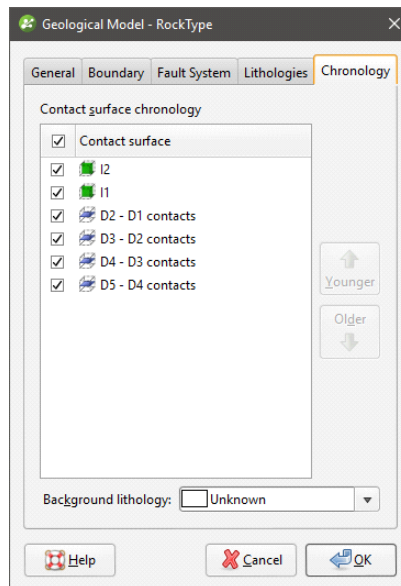 Geological Model - RockType
General Boundary Fault System Lithologies Chronology
Contact surface chronology
Contact surface
I2
I1
D2 - D1 contacts
D3 - D2 contacts
D4 - D3 contacts
D5 - D4 contacts
Younger
Older
Background lithology: Unknown
Help Cancel OK